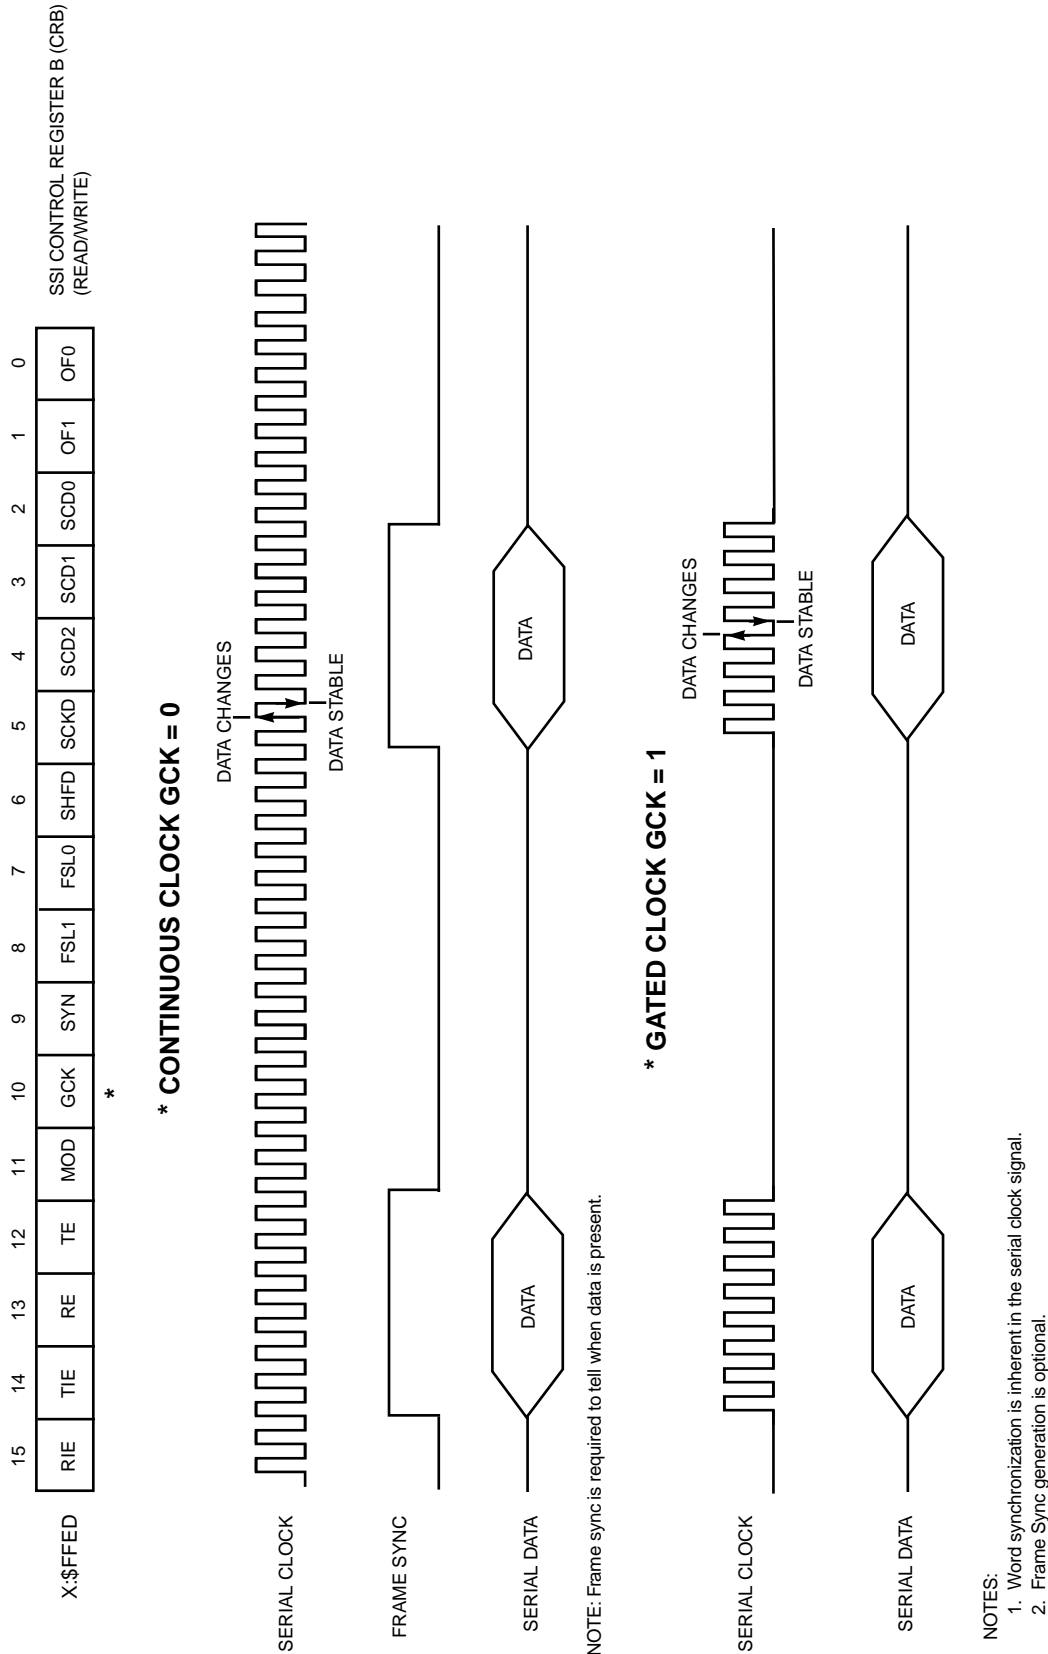 15 14 13 12 11 10 9 8 7 6 5 4 3 2 1 0
X:$FFED RIE TIE RE TE MOD GCK SYN FSL1 FSL0 SHFD SCKD SCD2 SCD1 SCD0 OF1 OF0 SSI CONTROL REGISTER B (CRB)
(READ/WRITE)
*
* CONTINUOUS CLOCK GCK = 0
DATA CHANGES
SERIAL CLOCK
DATA STABLE
FRAME SYNC
SERIAL DATA DATA DATA
NOTE: Frame sync is required to tell when data is present.
* GATED CLOCK GCK = 1
DATA CHANGES
SERIAL CLOCK
DATA STABLE
SERIAL DATA DATA DATA
NOTES:
1. Word synchronization is inherent in the serial clock signal.
2. Frame Sync generation is optional.